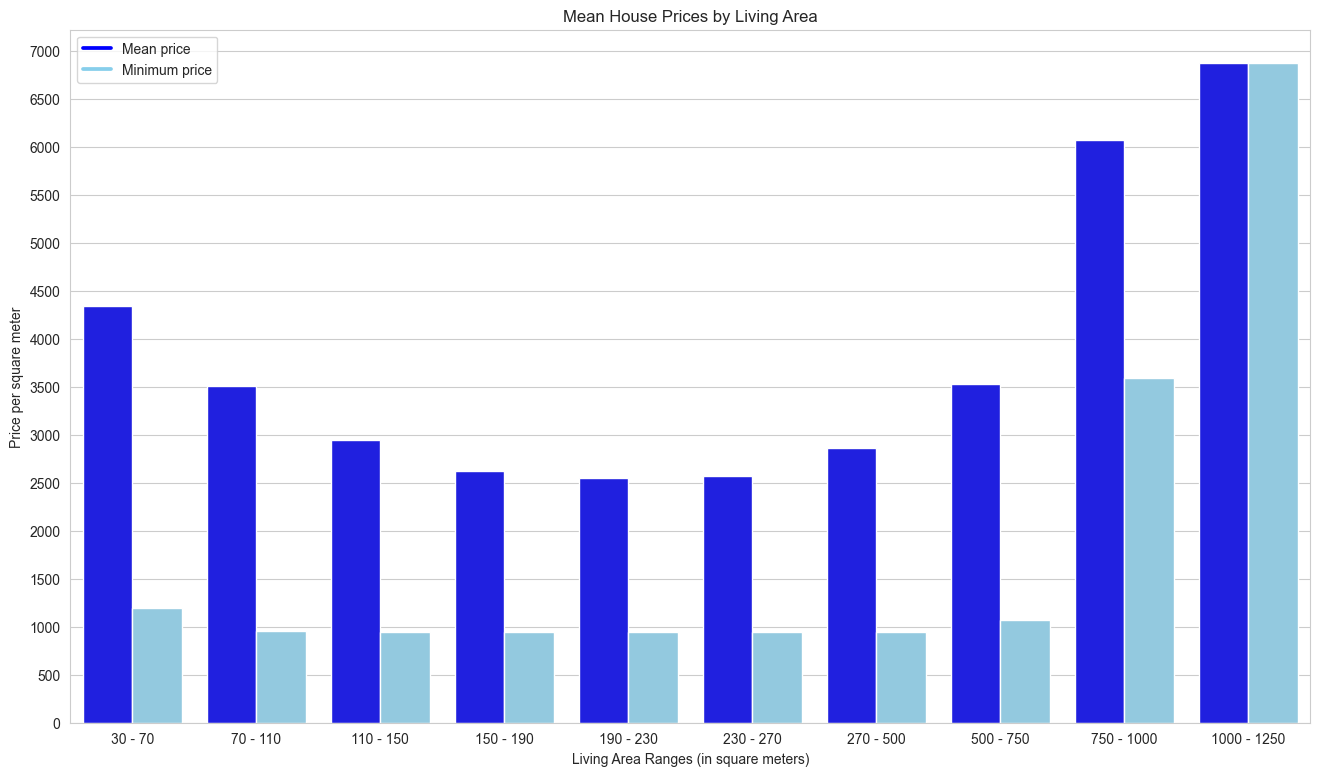 Mean House Prices by Living Area
Mean price
Minimum price
7000
6500
6000
5500
5000
4500
4000
3500
3000
2500
2000
1500
1000
500
0
Price per square meter
30 - 70
70 - 110
110 - 150
150 - 190
190 - 230
230 - 270
270 - 500
500 - 750
750 - 1000
1000 - 1250
Living Area Ranges (in square meters)